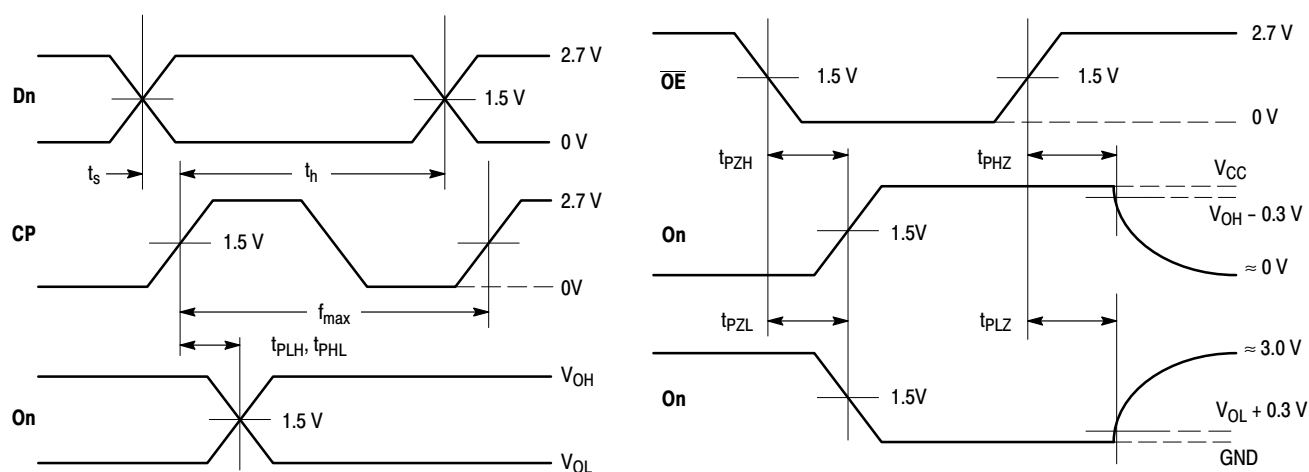 2.7 V
Dn
1.5 V
0 V
ts
th
2.7 V
CP
1.5 V
0V
fmax
tPLH, tPHL
VOH
On
1.5 V
VOL
2.7 V
OE
1.5 V
1.5 V
0 V
tPZH
tPHZ
VCC
VOH – 0.3 V
On
1.5V
≈ 0 V
tPZL
tPLZ
≈ 3.0 V
On
1.5V
VOL + 0.3 V
GND